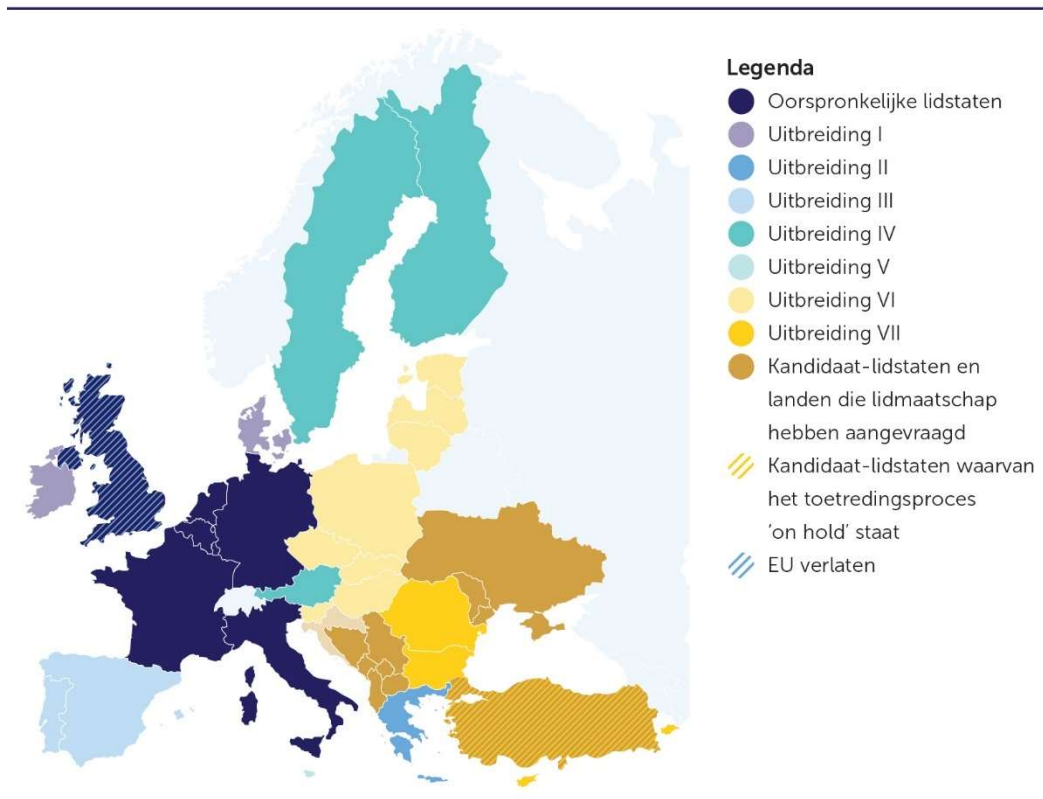 Legenda
Oorspronkelijke lidstaten
Uitbreiding I
Uitbreiding II
Uitbreiding III
Uitbreiding IV
Uitbreiding V
Uitbreiding VI
Uitbreiding VII
Kandidaat-lidstaten en
landen die lidmaatschap
hebben aangevraagd
Kandidaat-lidstaten waarvan
het toetredingsproces
'on hold' staat
EU verlaten